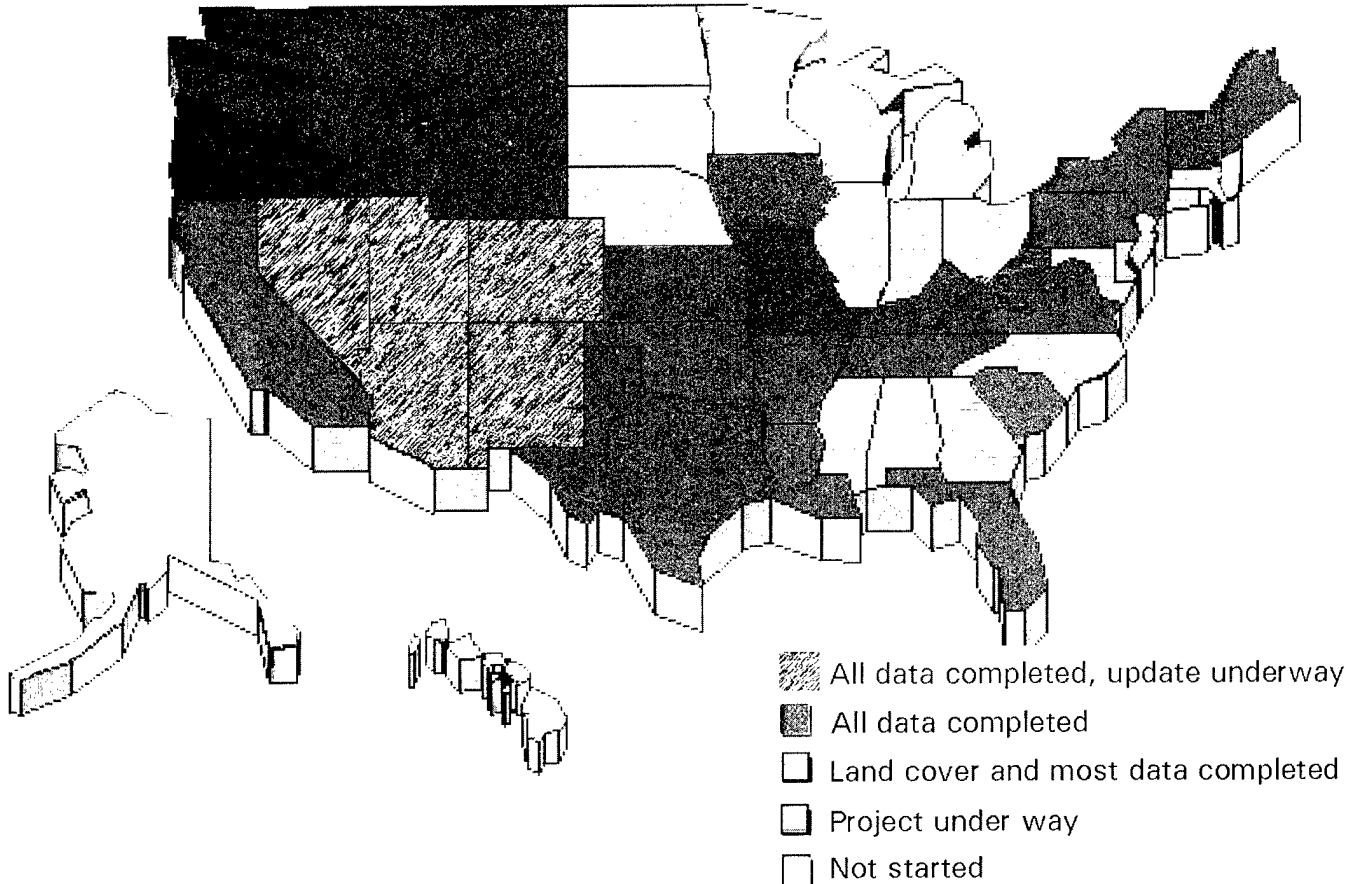 All data completed, update underway
All data completed
Land cover and most data completed
Project under way
Not started